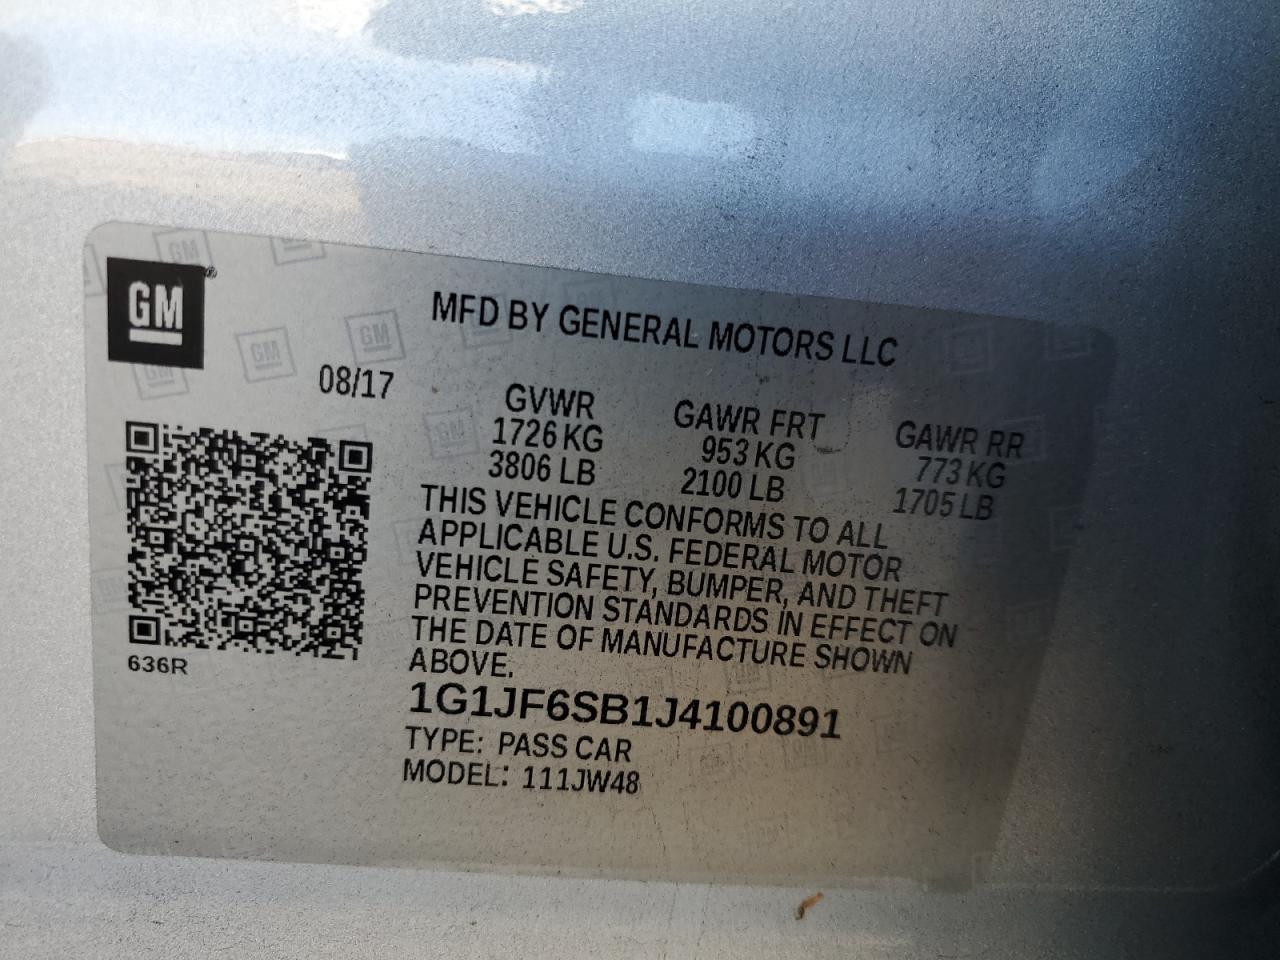 GM
MFD BY GENERAL MOTORS LLC
08/17
GVWR GAWR FRT GAWR RR
1726 KG 953 KG 773 KG
3806 LB 2100 LB 1705 LB
THIS VEHICLE CONFORMS TO ALL
APPLICABLE U.S. FEDERAL MOTOR
VEHICLE SAFETY, BUMPER, AND THEFT
PREVENTION STANDARDS IN EFFECT ON
THE DATE OF MANUFACTURE SHOWN
ABOVE.
636R
1G1JF6SB1J4100891
TYPE: PASS CAR
MODEL: 111JW48